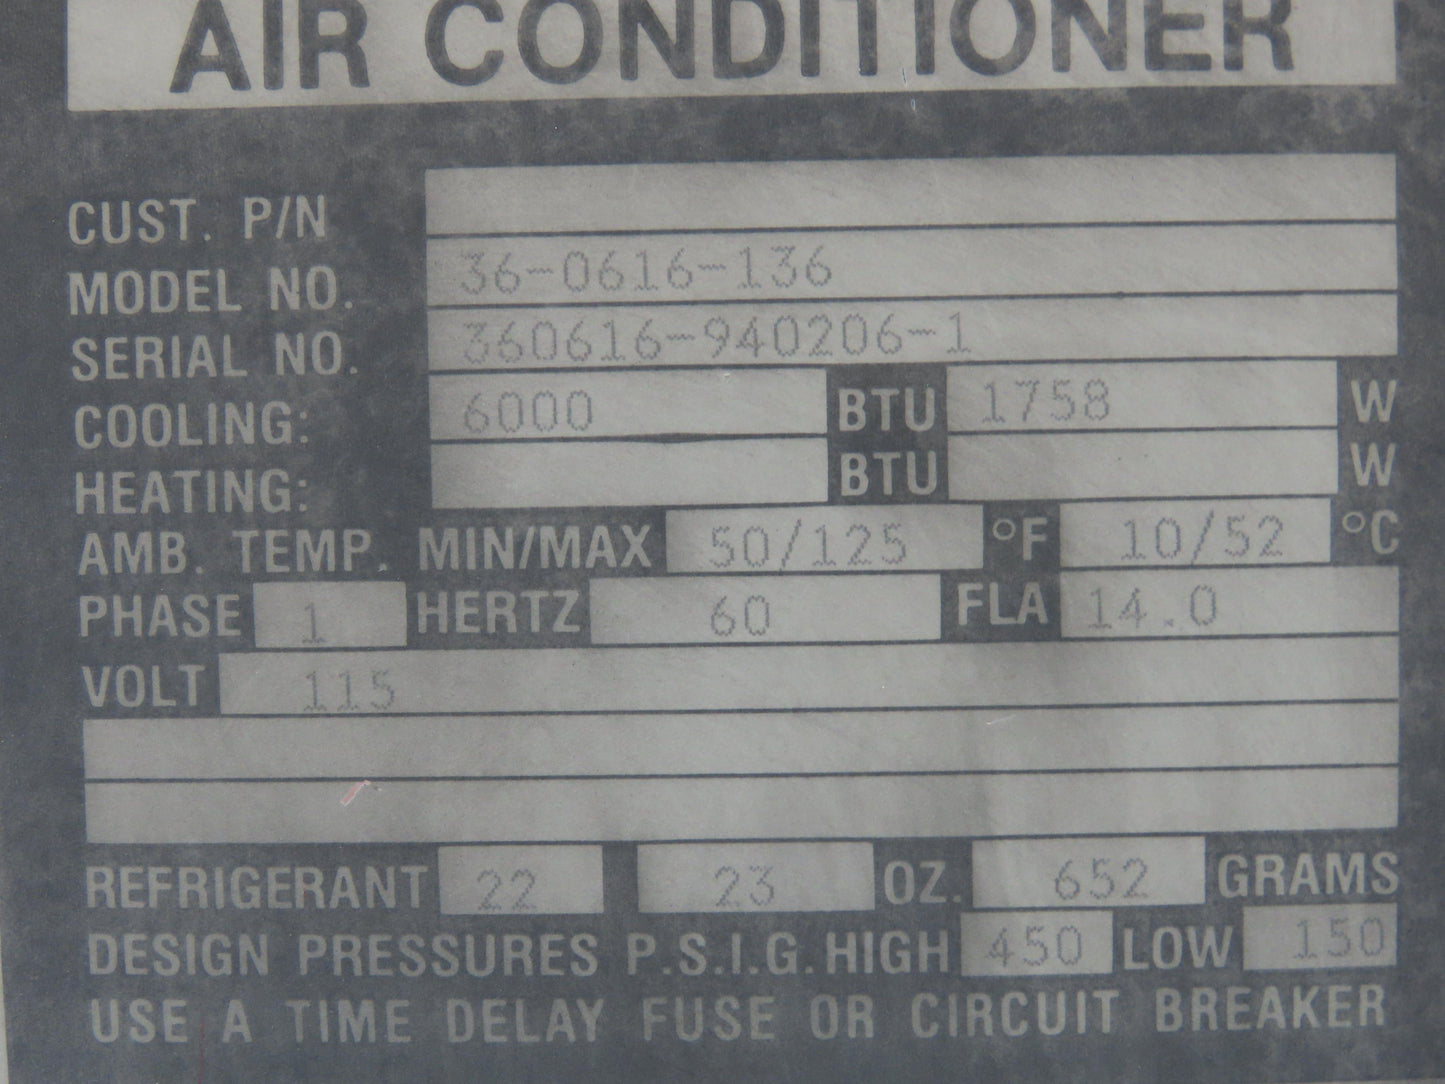 AIR CONDITIONER
CUST. P/N
MODEL NO. 36-0616-136
SERIAL NO. 360616-940206-1
COOLING: 6000 BTU 1758 W
HEATING: BTU W
AMB. TEMP. MIN/MAX 50/125 °F 10/52 °C
PHASE 1 HERTZ 60 FLA 14.0
VOLT 115
REFRIGERANT 22 23 OZ. 652 GRAMS
DESIGN PRESSURES P.S.I.G. HIGH 450 LOW 150
USE A TIME DELAY FUSE OR CIRCUIT BREAKER